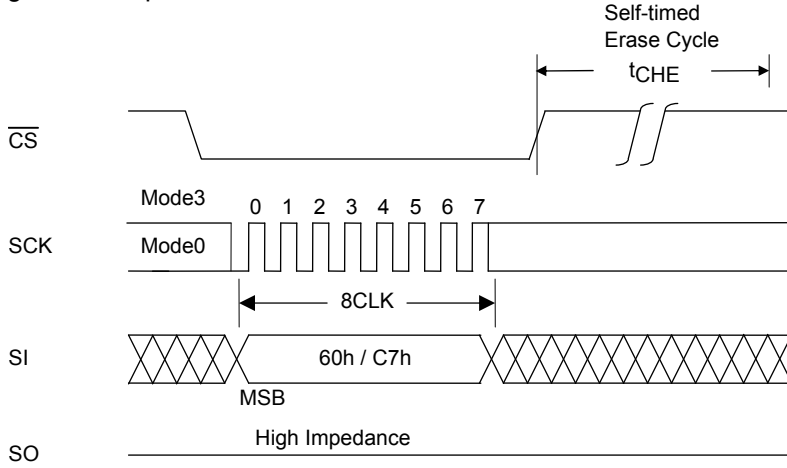 Self-timed
Erase Cycle
tCHE
CS
Mode3
0 1 2 3 4 5 6 7
SCK
Mode0
8CLK
SI
60h / C7h
MSB
High Impedance
SO